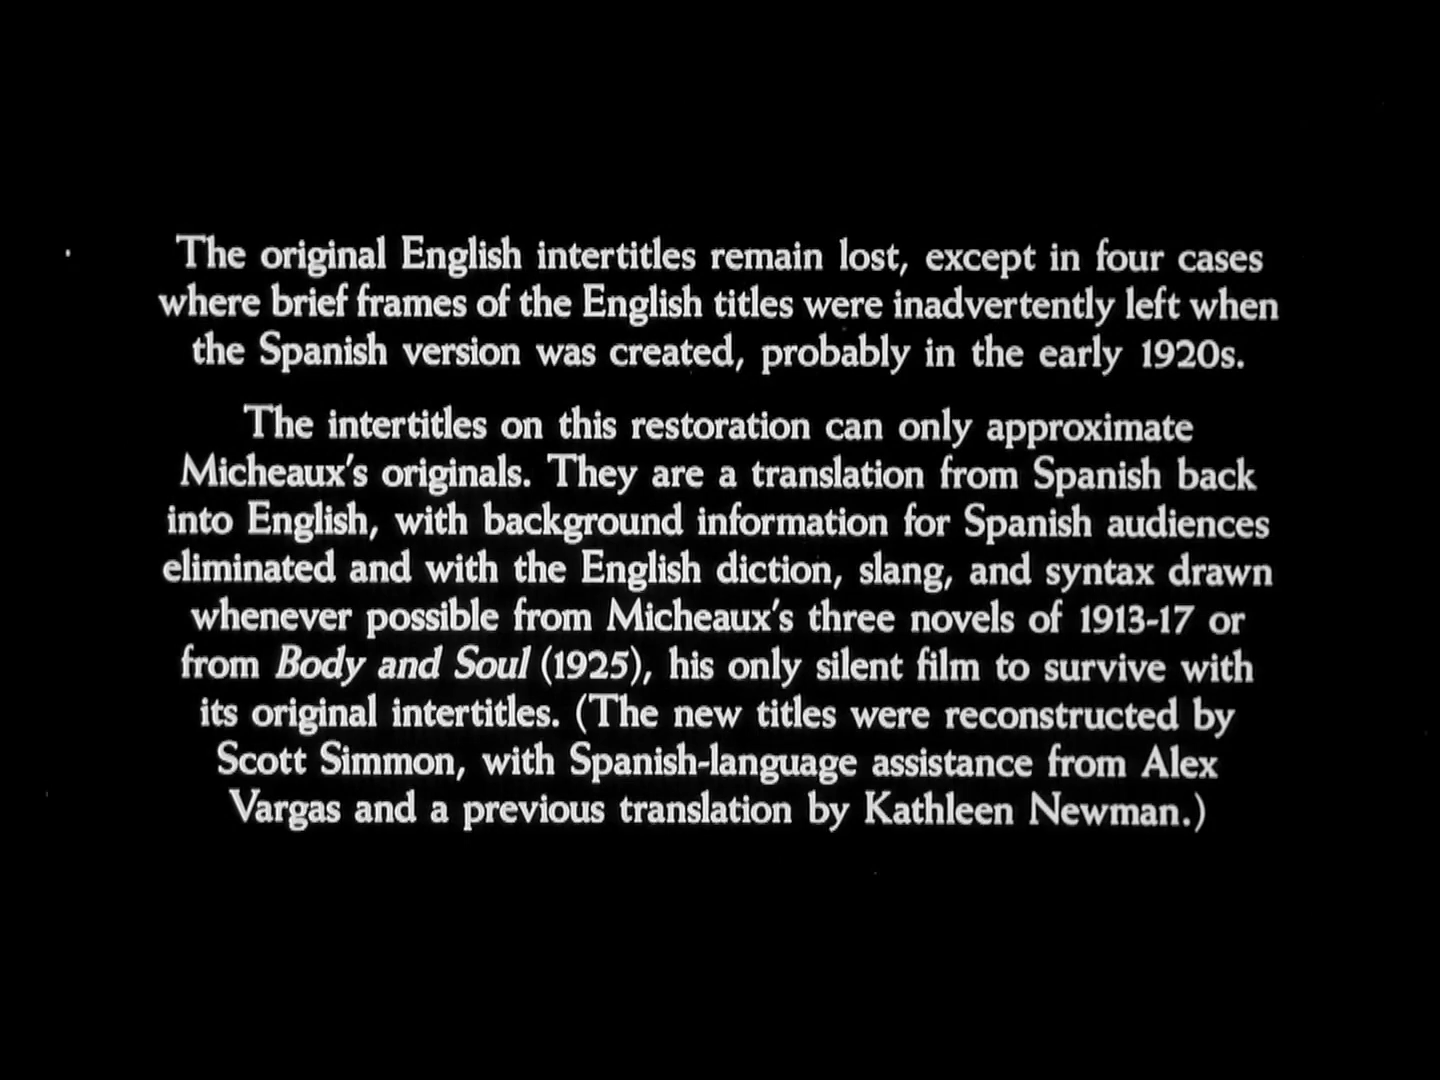 The original English intertitles remain lost, except in four cases
where brief frames of the English titles were inadvertently left when
the Spanish version was created, probably in the early 1920s.
The intertitles on this restoration can only approximate
Micheaux's originals. They are a translation from Spanish back
into English, with background information for Spanish audiences
eliminated and with the English diction, slang, and syntax drawn
whenever possible from Micheaux's three novels of 1913-17 or
from Body and Soul (1925), his only silent film to survive with
its original intertitles. (The new titles were reconstructed by
Scott Simmon, with Spanish-language assistance from Alex
Vargas and a previous translation by Kathleen Newman.)